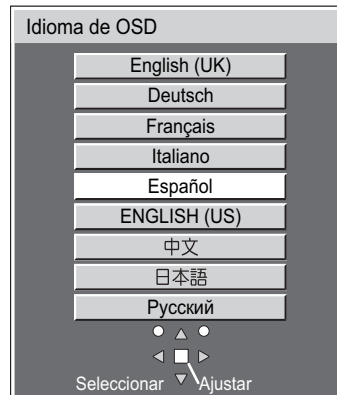 Idioma de OSD
English (UK)
Deutsch
Français
Italiano
Español
ENGLISH (US)
中文
日本語
Русский
Seleccionar Ajustar